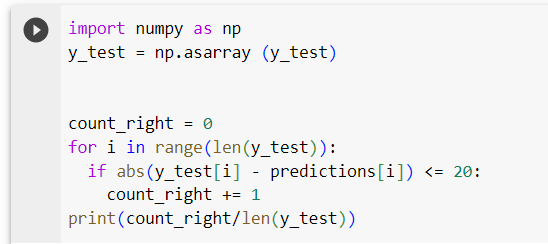 import numpy as np
y_test = np.asarray (y_test)
count_right = 0
for i in range(len(y_test)):
  if abs(y_test[i] - predictions[i]) <= 20:
    count_right += 1
print(count_right/len(y_test))